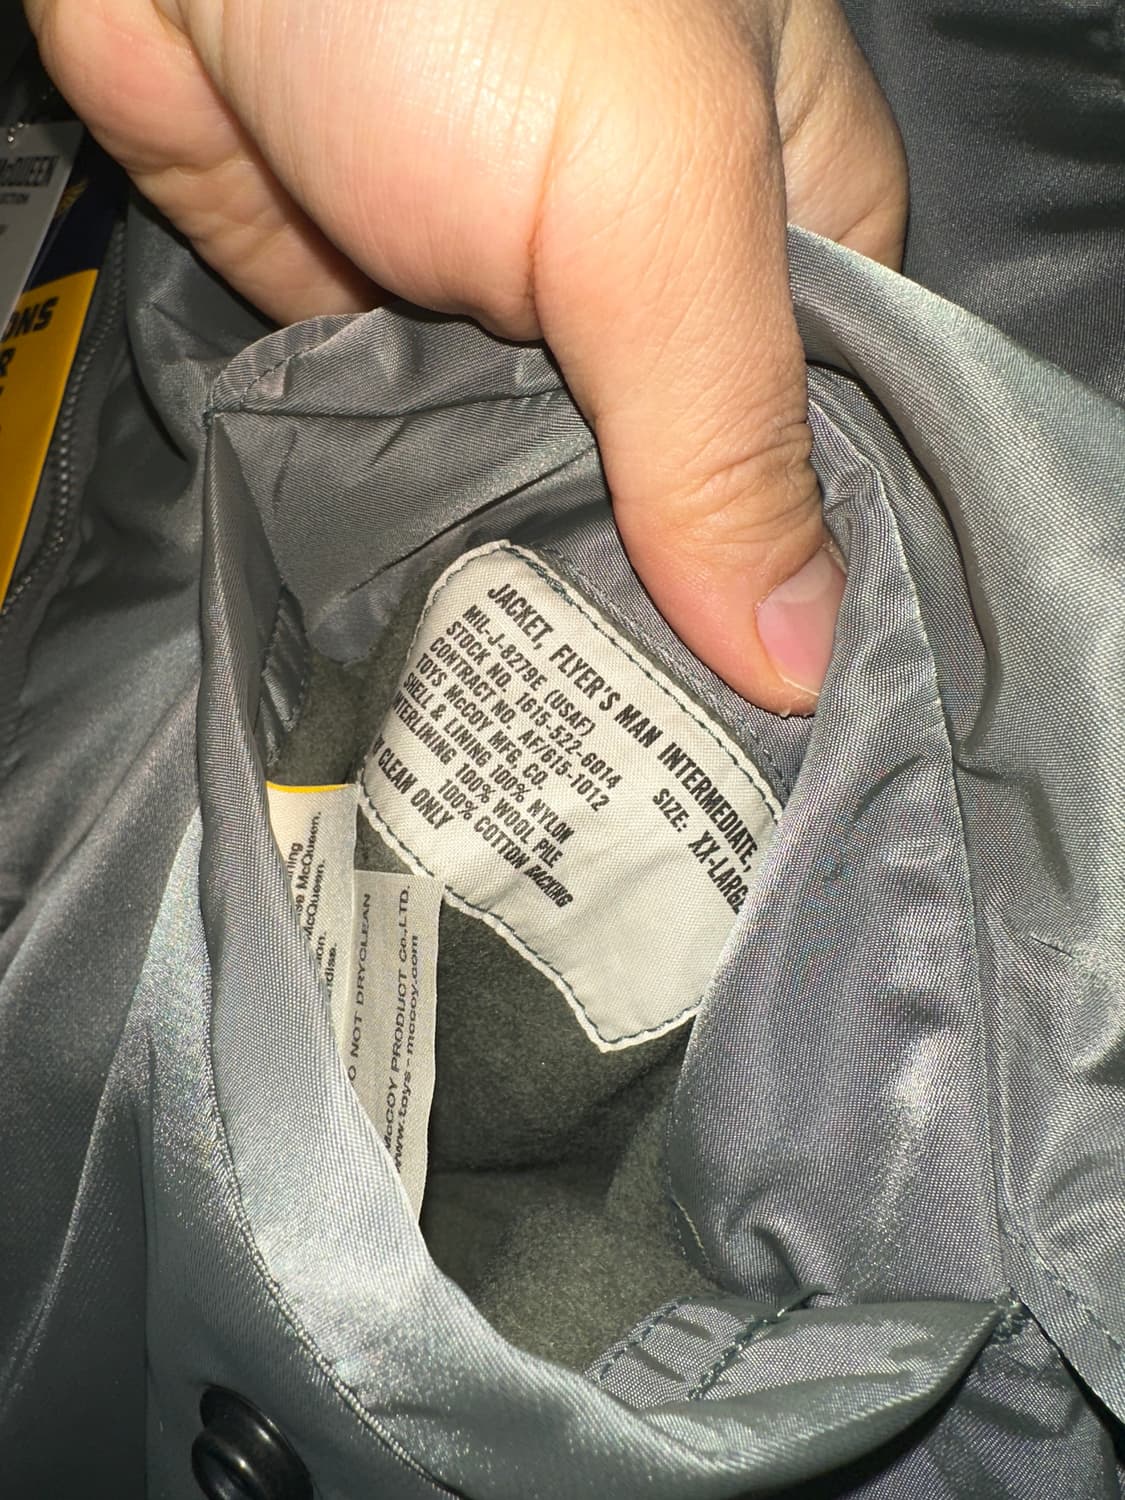 McQUEEN
JACKET, FLYER'S MAN INTERMEDIATE,
MIL-J-8279E (USAF) SIZE: XX-LARGE
STOCK NO. 1615-522-6014
CONTRACT NO. AF/615-1012
TOYS McCOY MFG, CO.
SHELL & LINING 100% NYLON
INTERLINING 100% WOOL PILE
100% COTTON BACKING
CLEAN ONLY
McQueen.
McQueen.
NOT DRYCLEAN
McCOY PRODUCT Co.,LTD.
www.toys-mccoy.com